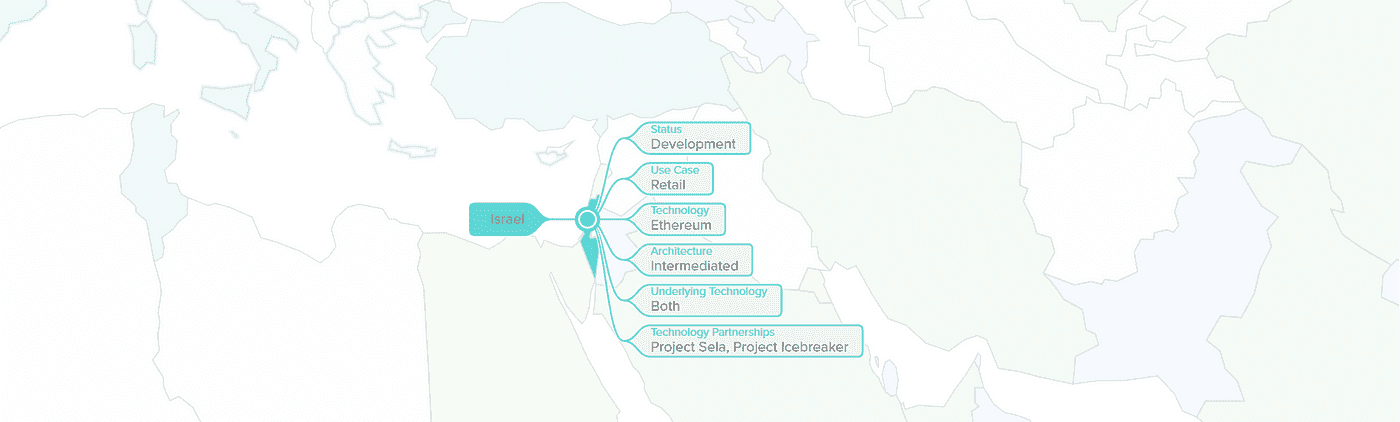 Israel
Status
Development
Use Case
Retail
Technology
Ethereum
Architecture
Intermediated
Underlying Technology
Both
Technology Partnerships
Project Sela, Project Icebreaker